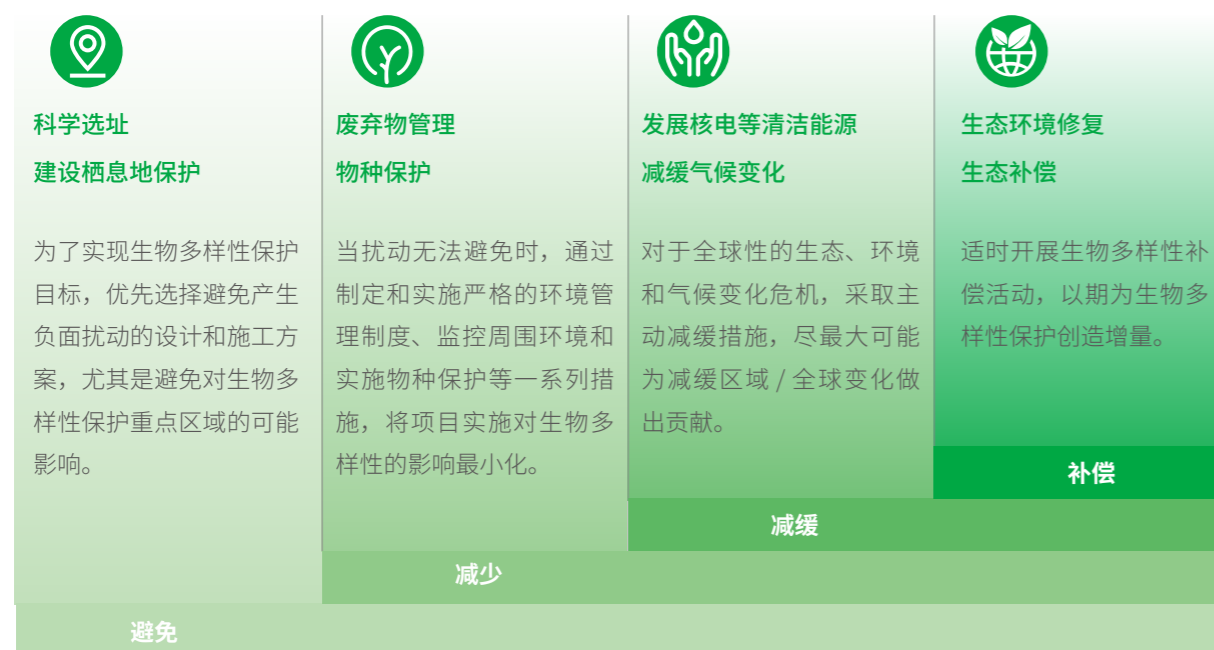 科学选址
建设栖息地保护
为了实现生物多样性保护
目标，优先选择避免产生
负面扰动的设计和施工方
案，尤其是避免对生物多
样性保护重点区域的可能
影响。
避免
废弃物管理
物种保护
当扰动无法避免时，通过
制定和实施严格的环境管
理制度、监控周围环境和
实施物种保护等一系列措
施，将项目实施对生物多
样性的影响最小化。
减少
发展核电等清洁能源
减缓气候变化
对于全球性的生态、环境
和气候变化危机，采取主
动减缓措施，尽最大可能
为减缓区域 / 全球变化做
出贡献。
减缓
生态环境修复
生态补偿
适时开展生物多样性补
偿活动，以期为生物多
样性保护创造增量。
补偿